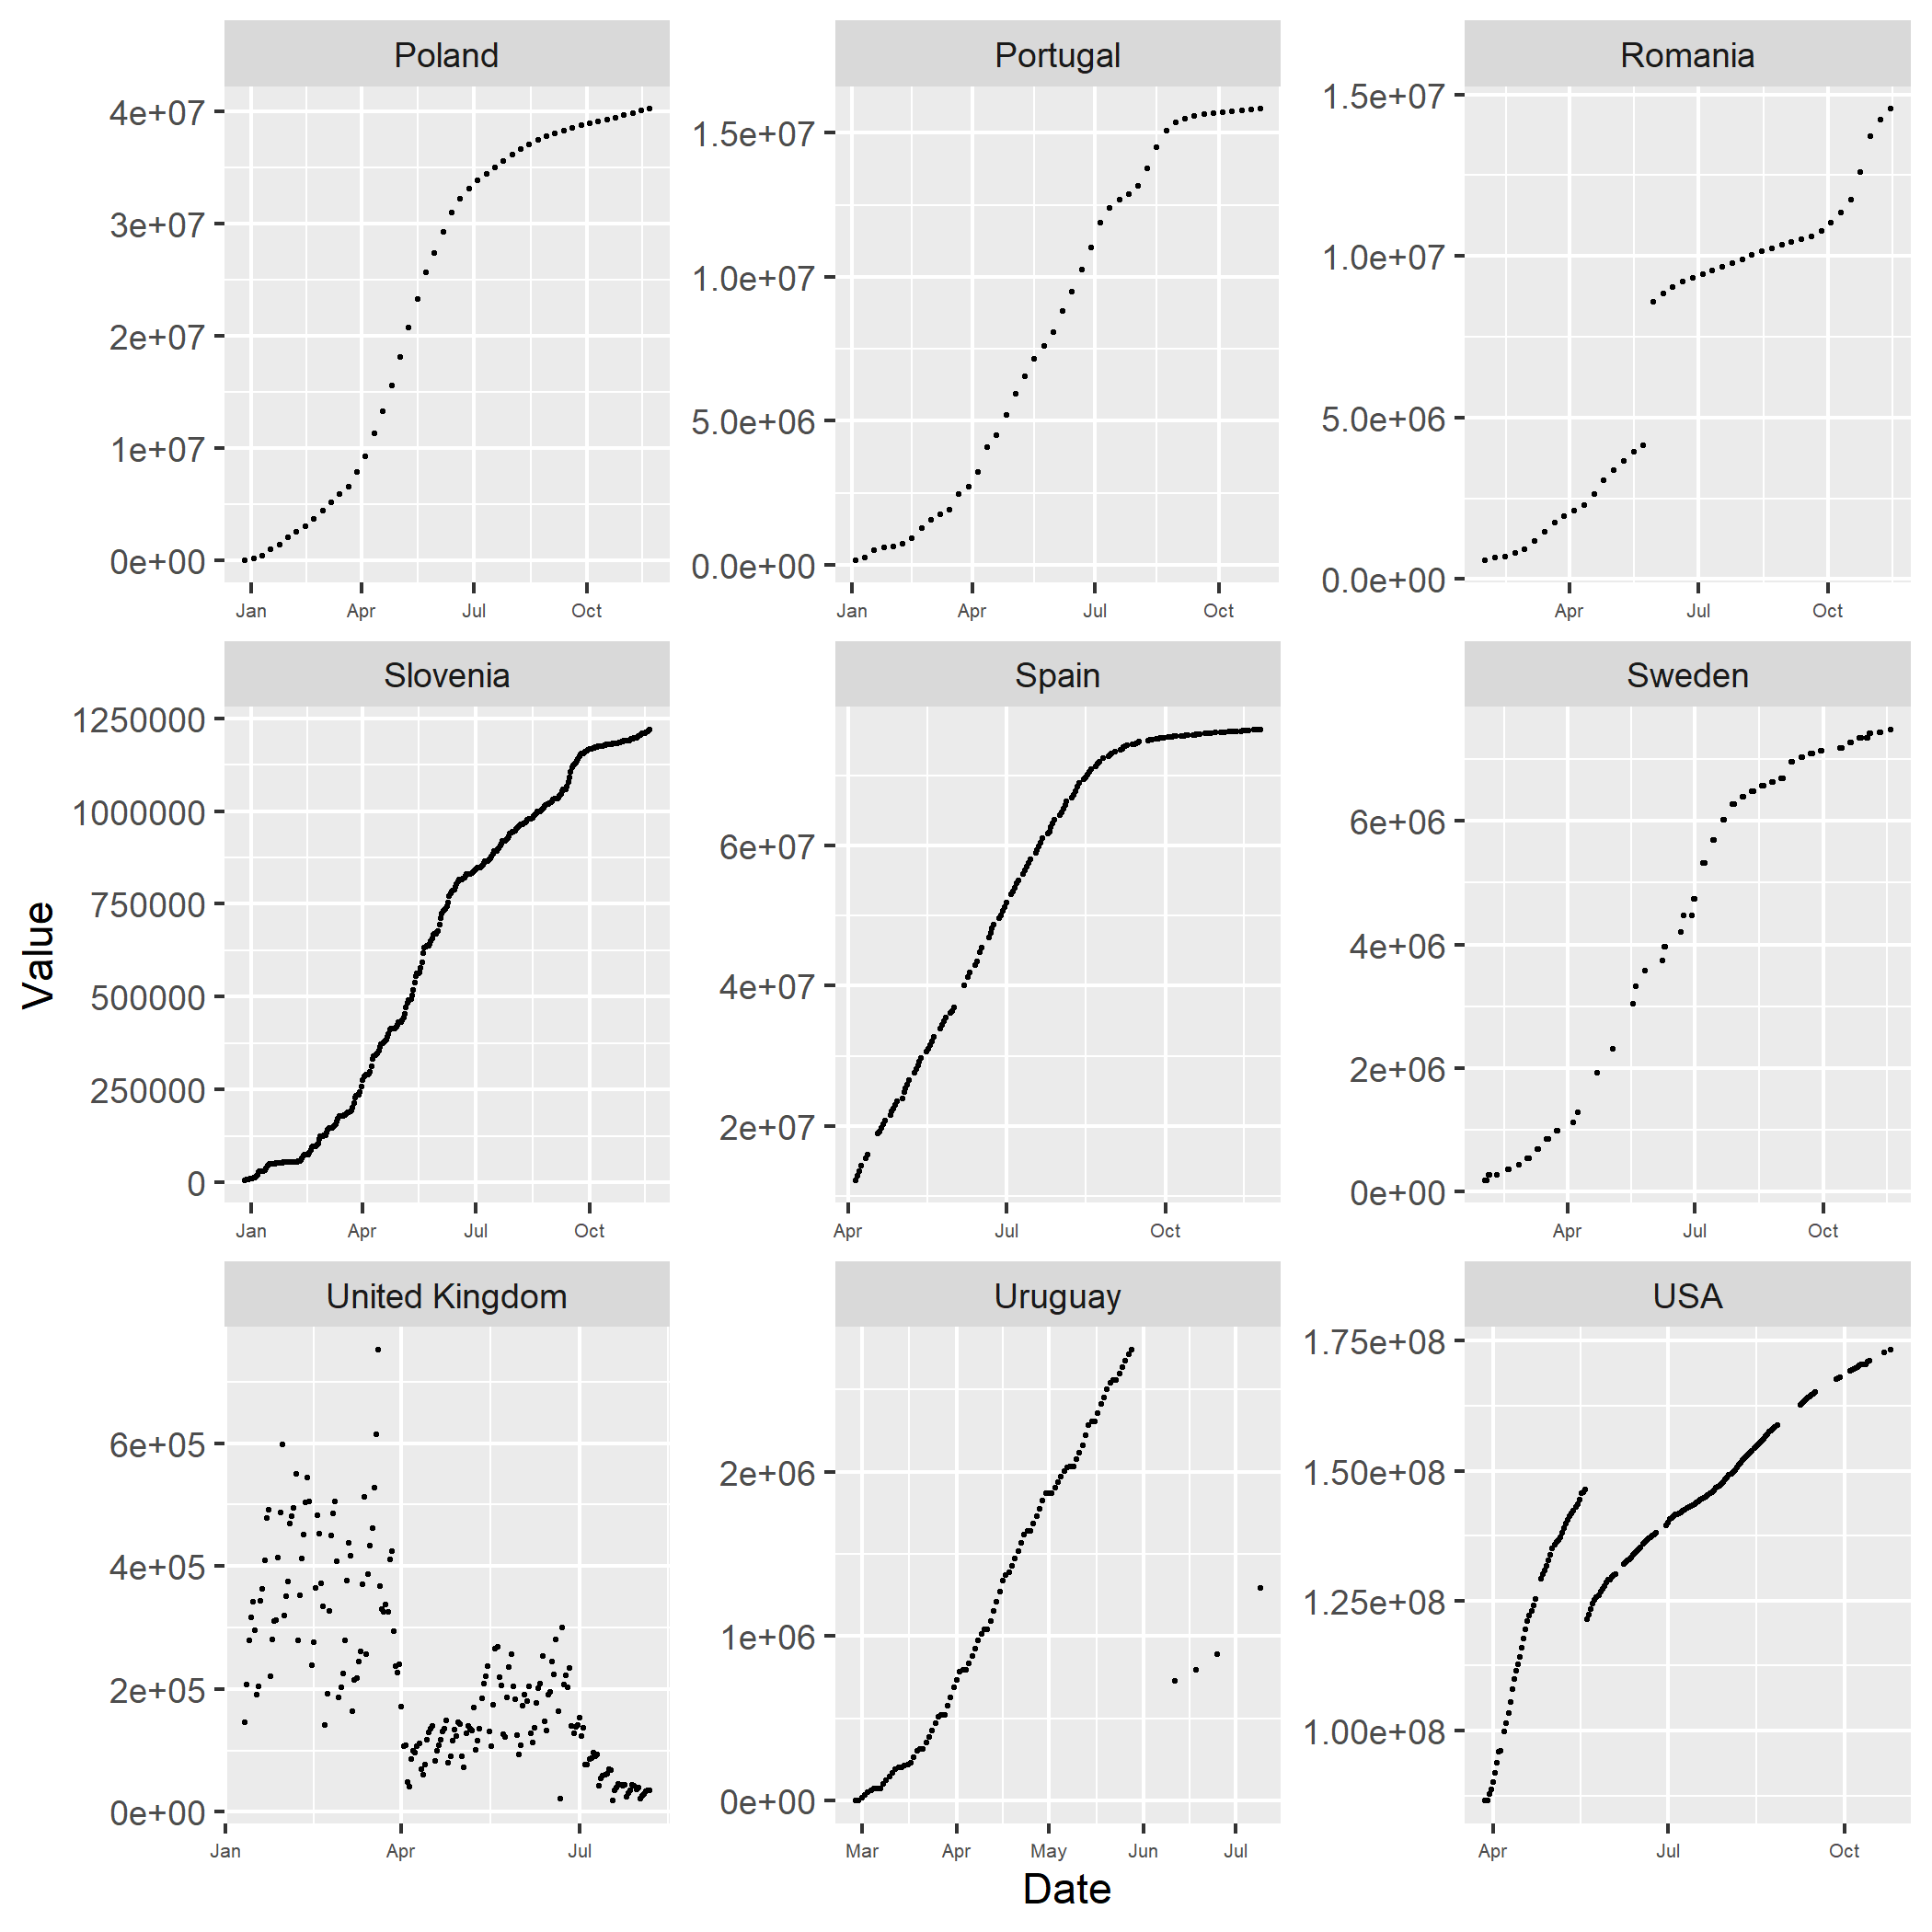 Poland
Portugal
Romania
4e+07
3e+07
2e+07
1e+07
0e+00
1.5e+07
1.0e+07
5.0e+06
0.0e+00
1.5e+07
1.0e+07
5.0e+06
0.0e+00
Jan Apr Jul Oct
Jan Apr Jul Oct
Apr Jul Oct
Slovenia
Spain
Sweden
Value
1250000
1000000
750000
500000
250000
0
6e+07
4e+07
2e+07
6e+06
4e+06
2e+06
0e+00
Jan Apr Jul Oct
Apr Jul Oct
Apr Jul Oct
United Kingdom
Uruguay
USA
6e+05
4e+05
2e+05
0e+00
2e+06
1e+06
0e+00
1.75e+08
1.50e+08
1.25e+08
1.00e+08
Jan Apr Jul
Mar Apr May Jun Jul
Apr Jul Oct
Date